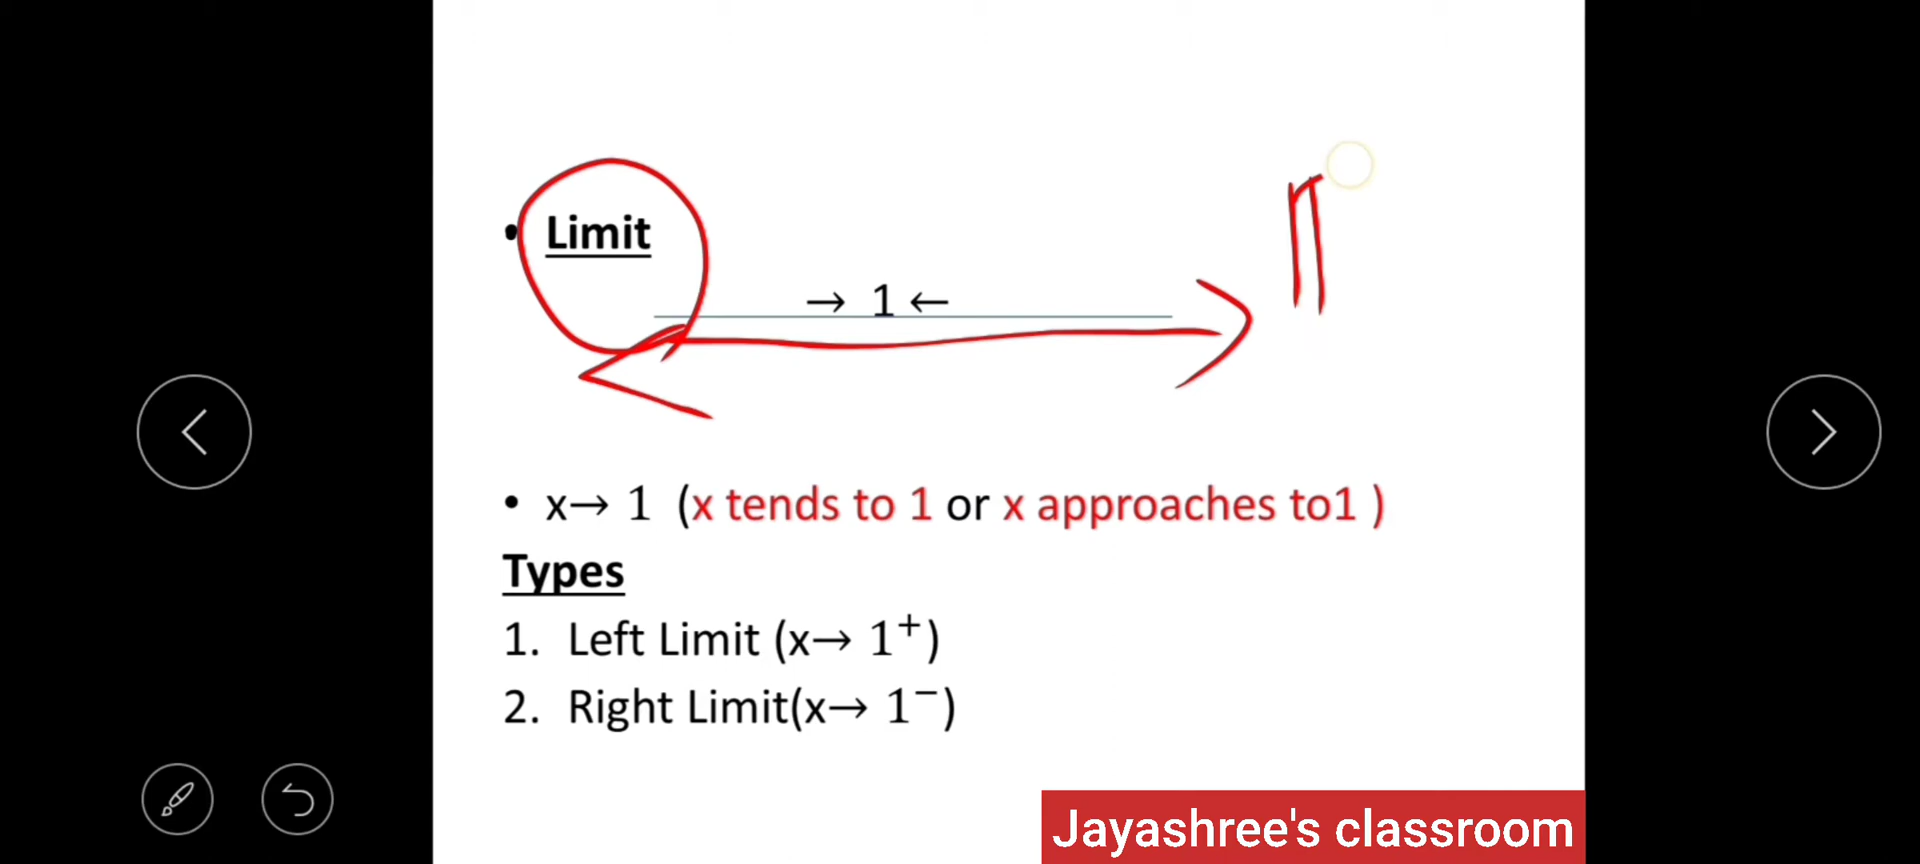 • Limit
→ 1 ←
• x→ 1 (x tends to 1 or x approaches to1 )
Types
1. Left Limit (x→ 1⁺)
2. Right Limit(x→ 1⁻)
Jayashree's classroom